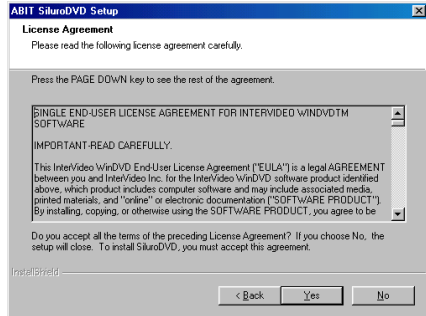 ABIT SiluroDVD Setup
License Agreement
Please read the following license agreement carefully.
Press the PAGE DOWN key to see the rest of the agreement.
SINGLE END-USER LICENSE AGREEMENT FOR INTERVIDEO WINDVDTM
SOFTWARE
IMPORTANT-READ CAREFULLY.
This InterVideo WinDVD End-User License Agreement ("EULA") is a legal AGREEMENT
between you and InterVideo Inc. for the InterVideo WinDVD software product identified
above, which product includes computer software and may include associated media,
printed materials, and "online" or electronic documentation ("SOFTWARE PRODUCT").
By installing, copying, or otherwise using the SOFTWARE PRODUCT, you agree to be
Do you accept all the terms of the preceding License Agreement? If you choose No, the
setup will close. To install SiluroDVD, you must accept this agreement.
InstallShield
< Back Yes No